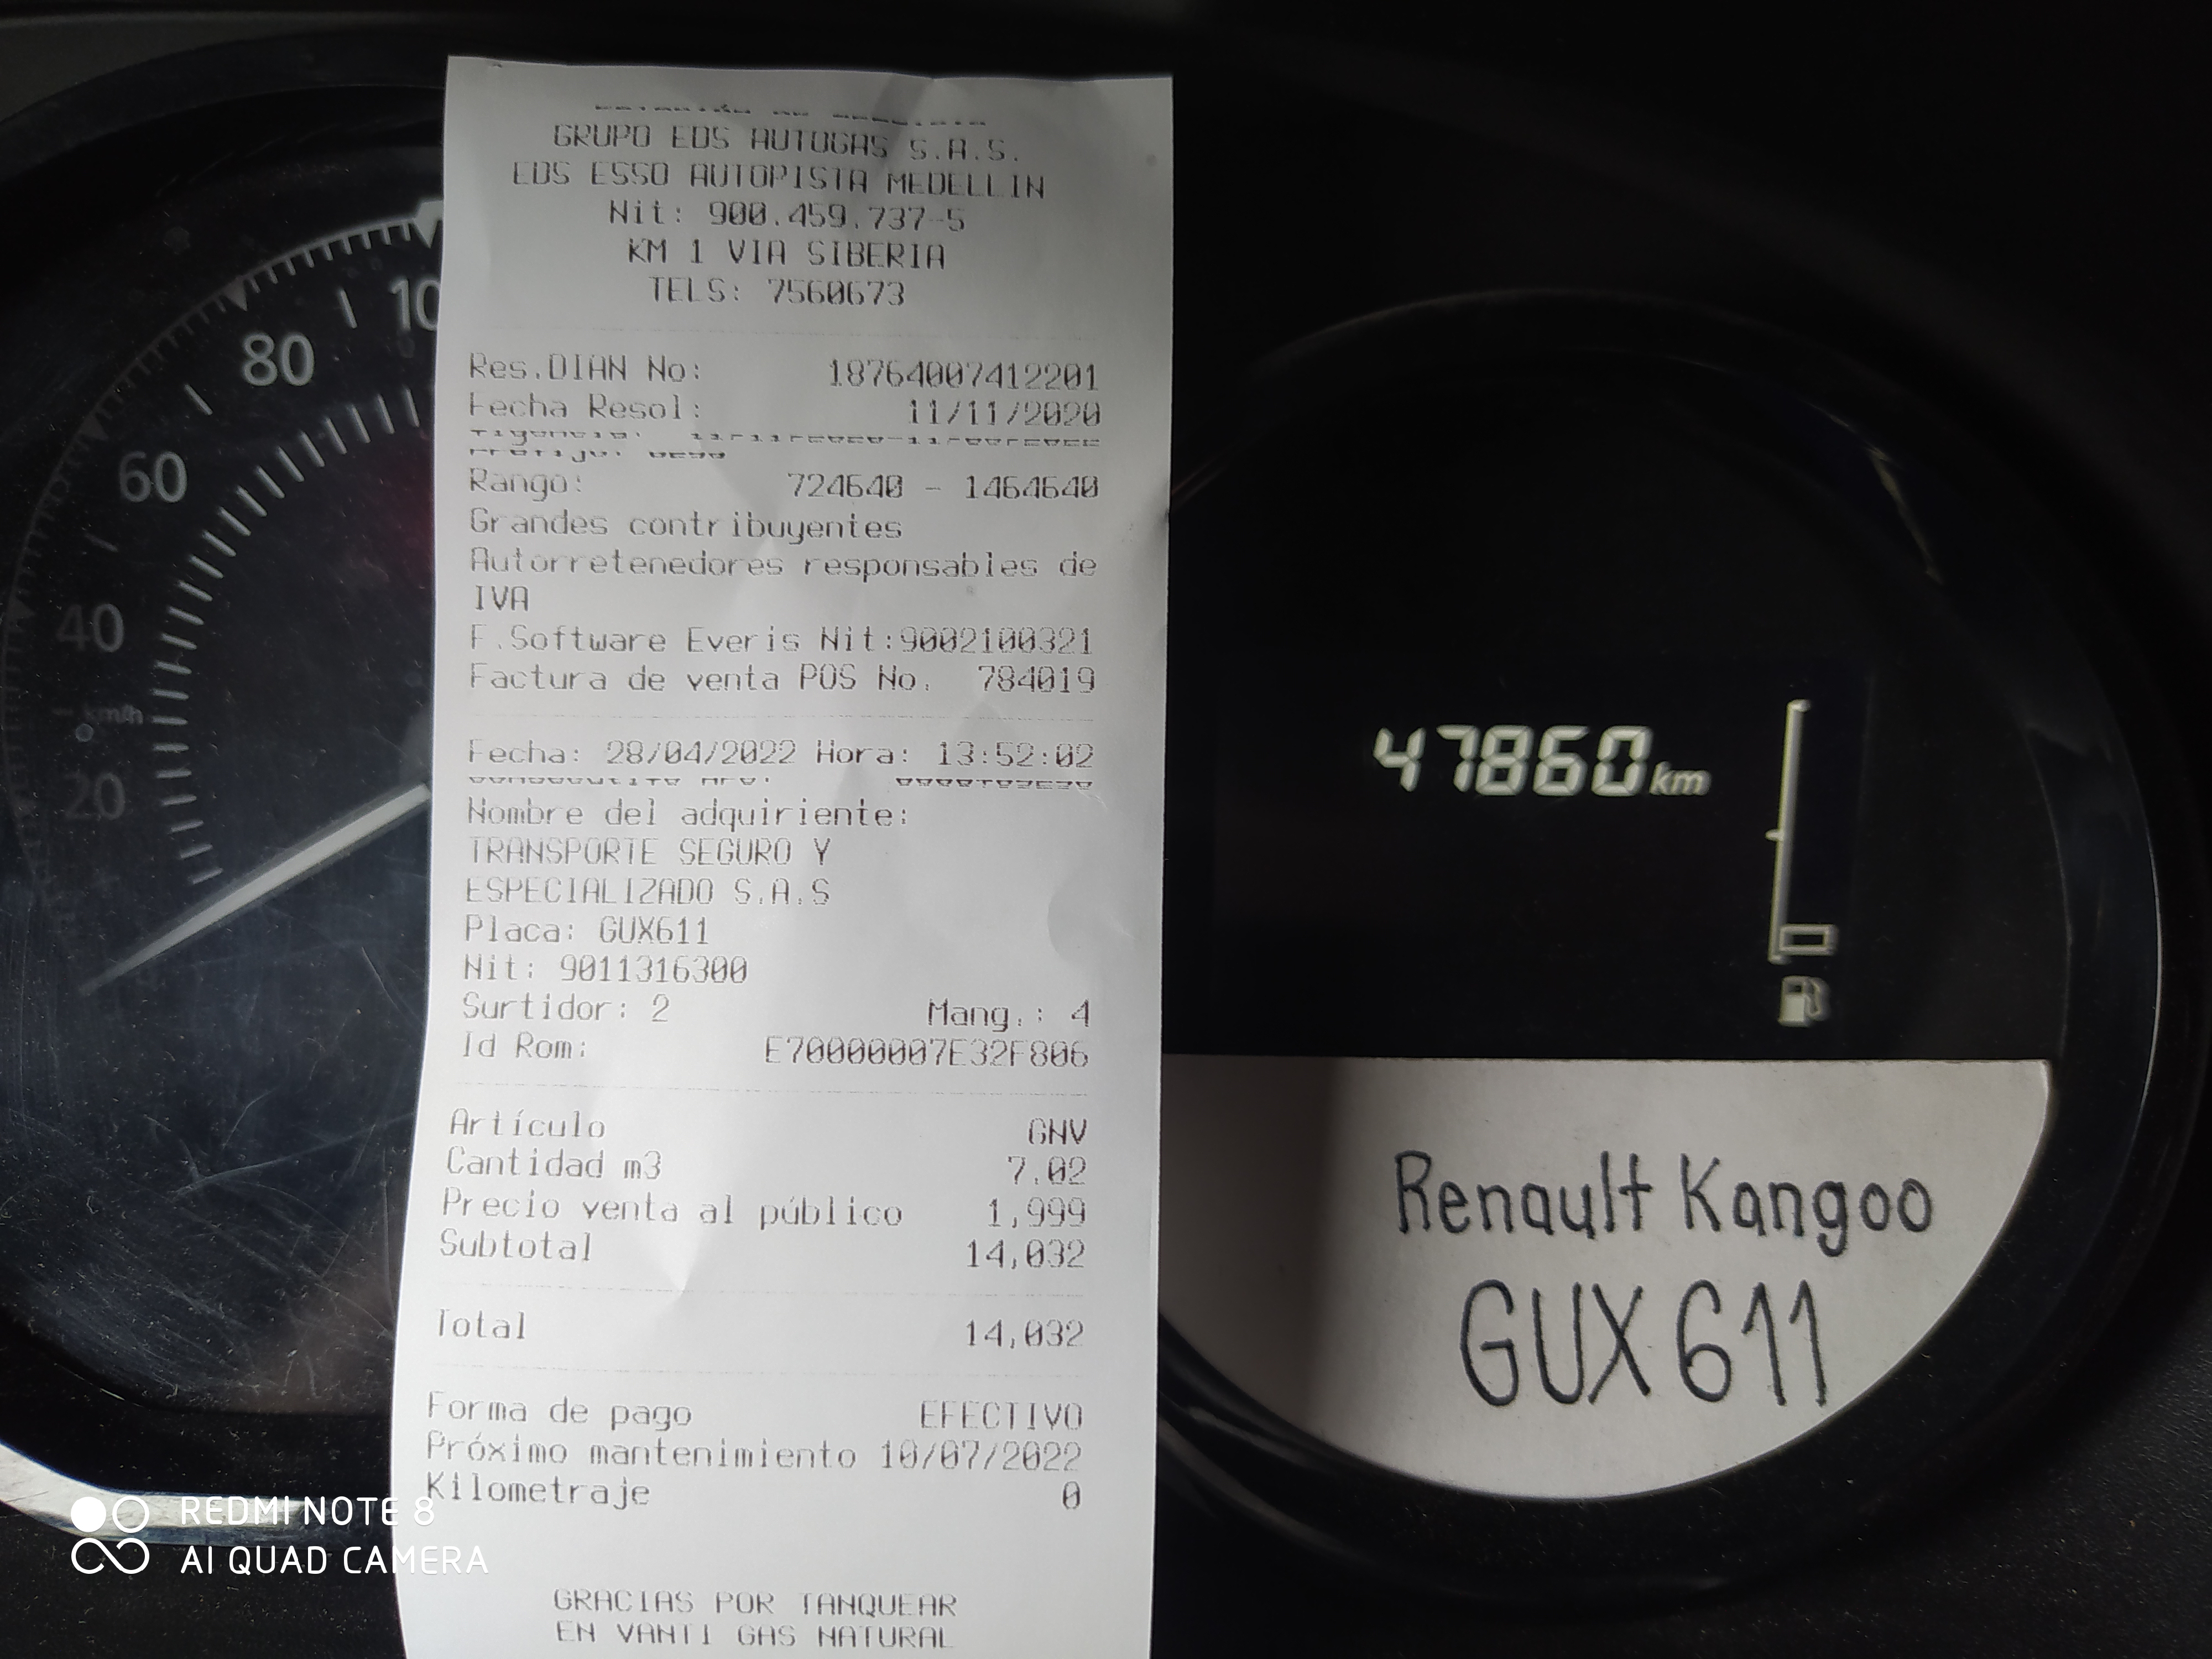 GRUPO EDS AUTOGAS S.A.S.
EDS ESSO AUTOPISTA MEDELLIN
Nit: 900.459.737-5
KM 1 VIA SIBERIA
TELS: 7560673
Res.DIAN No: 18764007412201
Fecha Resol: 11/11/2020
Rango: 724640 - 1464640
Grandes contribuyentes
Autorretenedores responsables de
IVA
F.Software Everis Nit:9002100321
Factura de venta POS No. 784019
Fecha: 28/04/2022 Hora: 13:52:02
Nombre del adquiriente:
TRANSPORTE SEGURO Y
ESPECIALIZADO S.A.S
Placa: GUX611
Nit: 9011316300
Surtidor: 2 Mang.: 4
Id Rom: E70000007E32F806
Artículo GNV
Cantidad m3 7.02
Precio venta al público 1,999
Subtotal 14,032
Total 14,032
Forma de pago EFECTIVO
Próximo mantenimiento 10/07/2022
Kilometraje 0
GRACIAS POR TANQUEAR
EN VANTI GAS NATURAL
10
80
60
40
km/h
20
47860 km
Renault Kangoo
GUX 611
REDMI NOTE 8
AI QUAD CAMERA